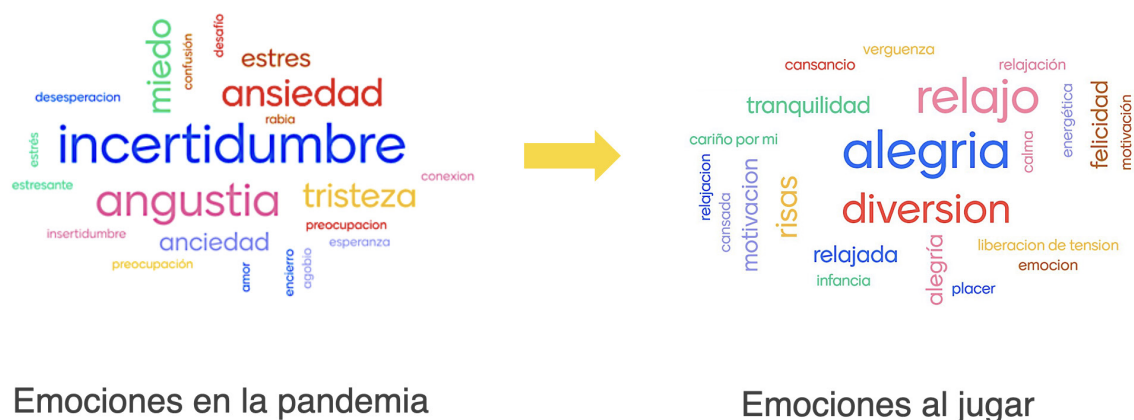 miedo
confusión
desafio
estres
desesperacion
ansiedad
rabia
incertidumbre
estrés
estresante
angustia
tristeza
conexion
insertidumbre
anciedad
preocupacion
esperanza
preocupación
amor
encierro
agobio
verguenza
cansancio
relajación
tranquilidad
relajo
energética
felicidad
motivación
cariño por mi
alegria
calma
relajacion
cansada
motivacion
risas
diversion
relajada
alegría
liberacion de tension
emocion
infancia
placer
Emociones en la pandemia
Emociones al jugar